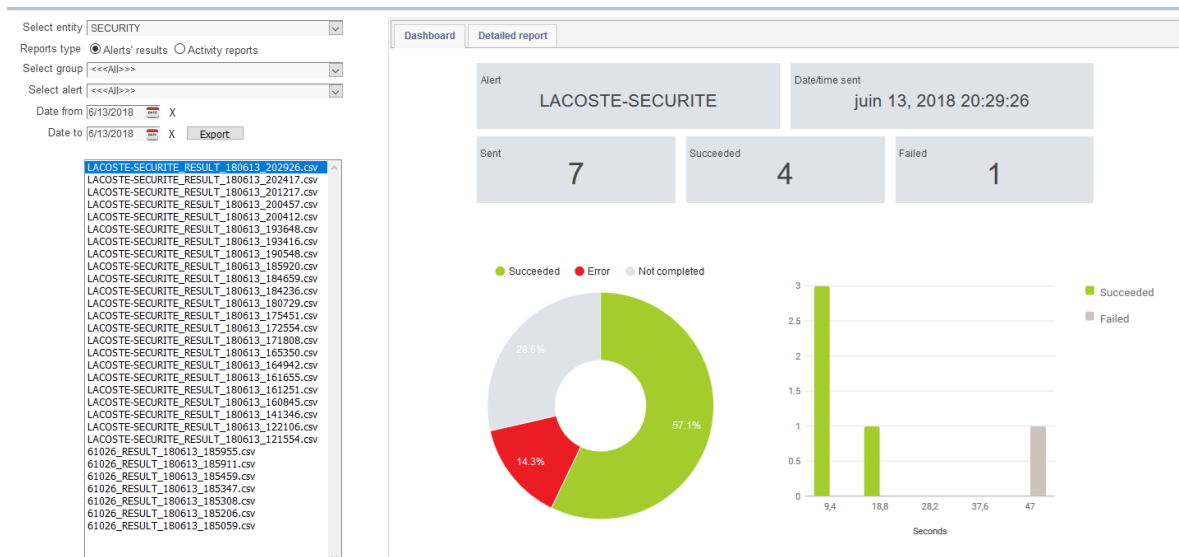 Select entity SECURITY
Reports type Alerts' results Activity reports
Select group <<<All>>>
Select alert <<<All>>>
Date from 6/13/2018 X
Date to 6/13/2018 X Export
LACOSTE-SECURITE_RESULT_180613_202926.csv
LACOSTE-SECURITE_RESULT_180613_202417.csv
LACOSTE-SECURITE_RESULT_180613_201217.csv
LACOSTE-SECURITE_RESULT_180613_200457.csv
LACOSTE-SECURITE_RESULT_180613_200412.csv
LACOSTE-SECURITE_RESULT_180613_193648.csv
LACOSTE-SECURITE_RESULT_180613_193416.csv
LACOSTE-SECURITE_RESULT_180613_190548.csv
LACOSTE-SECURITE_RESULT_180613_185920.csv
LACOSTE-SECURITE_RESULT_180613_184659.csv
LACOSTE-SECURITE_RESULT_180613_184236.csv
LACOSTE-SECURITE_RESULT_180613_180729.csv
LACOSTE-SECURITE_RESULT_180613_175451.csv
LACOSTE-SECURITE_RESULT_180613_172554.csv
LACOSTE-SECURITE_RESULT_180613_171808.csv
LACOSTE-SECURITE_RESULT_180613_165350.csv
LACOSTE-SECURITE_RESULT_180613_164942.csv
LACOSTE-SECURITE_RESULT_180613_161655.csv
LACOSTE-SECURITE_RESULT_180613_161251.csv
LACOSTE-SECURITE_RESULT_180613_160845.csv
LACOSTE-SECURITE_RESULT_180613_141346.csv
LACOSTE-SECURITE_RESULT_180613_122106.csv
LACOSTE-SECURITE_RESULT_180613_121554.csv
61026_RESULT_180613_185955.csv
61026_RESULT_180613_185911.csv
61026_RESULT_180613_185459.csv
61026_RESULT_180613_185347.csv
61026_RESULT_180613_185308.csv
61026_RESULT_180613_185206.csv
61026_RESULT_180613_185059.csv
Dashboard Detailed report
Alert
LACOSTE-SECURITE
Date/time sent
juin 13, 2018 20:29:26
Sent
7
Succeeded
4
Failed
1
Succeeded Error Not completed
28.6%
57.1%
14.3%
3
2.5
2
1.5
1
0.5
0
9,4 18,8 28,2 37,6 47
Seconds
Succeeded
Failed